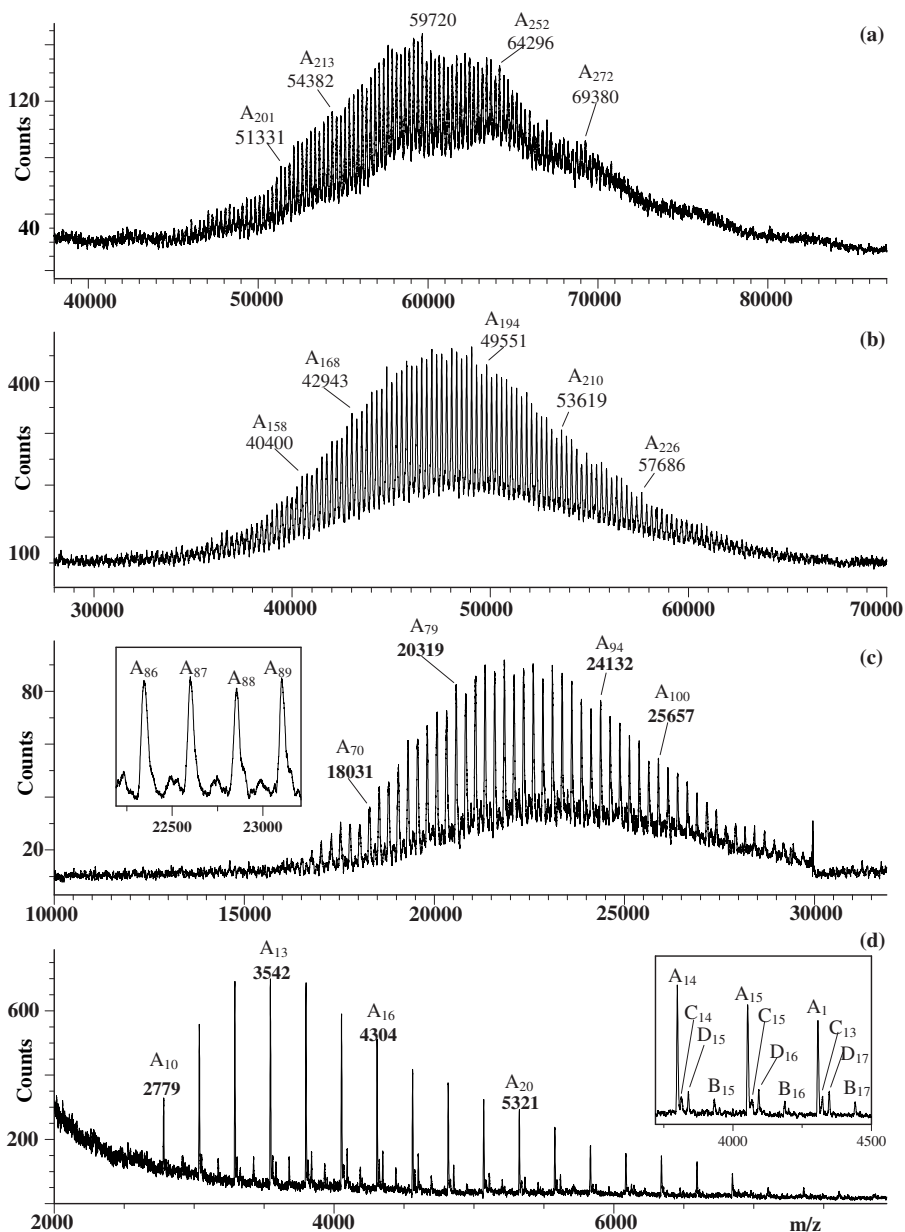 (a)
59720
A₂₅₂
64296
A₂₁₃
54382
A₂₇₂
69380
A₂₀₁
51331
120
40
Counts
40000 50000 60000 70000 80000
(b)
A₁₉₄
49551
A₁₆₈
42943
A₂₁₀
53619
A₁₅₈
40400
A₂₂₆
57686
400
100
Counts
30000 40000 50000 60000 70000
(c)
A₇₉
20319
A₉₄
24132
A₁₀₀
25657
A₇₀
18031
A₈₆ A₈₇ A₈₈ A₈₉
22500 23000
80
20
Counts
10000 15000 20000 25000 30000
(d)
A₁₃
3542
A₁₆
4304
A₁₀
2779
A₂₀
5321
A₁₄ A₁₅ A₁
C₁₄ C₁₅ C₁₃
D₁₅ D₁₆ D₁₇
B₁₅ B₁₆ B₁₇
4000 4500
600
200
Counts
2000 4000 6000 m/z